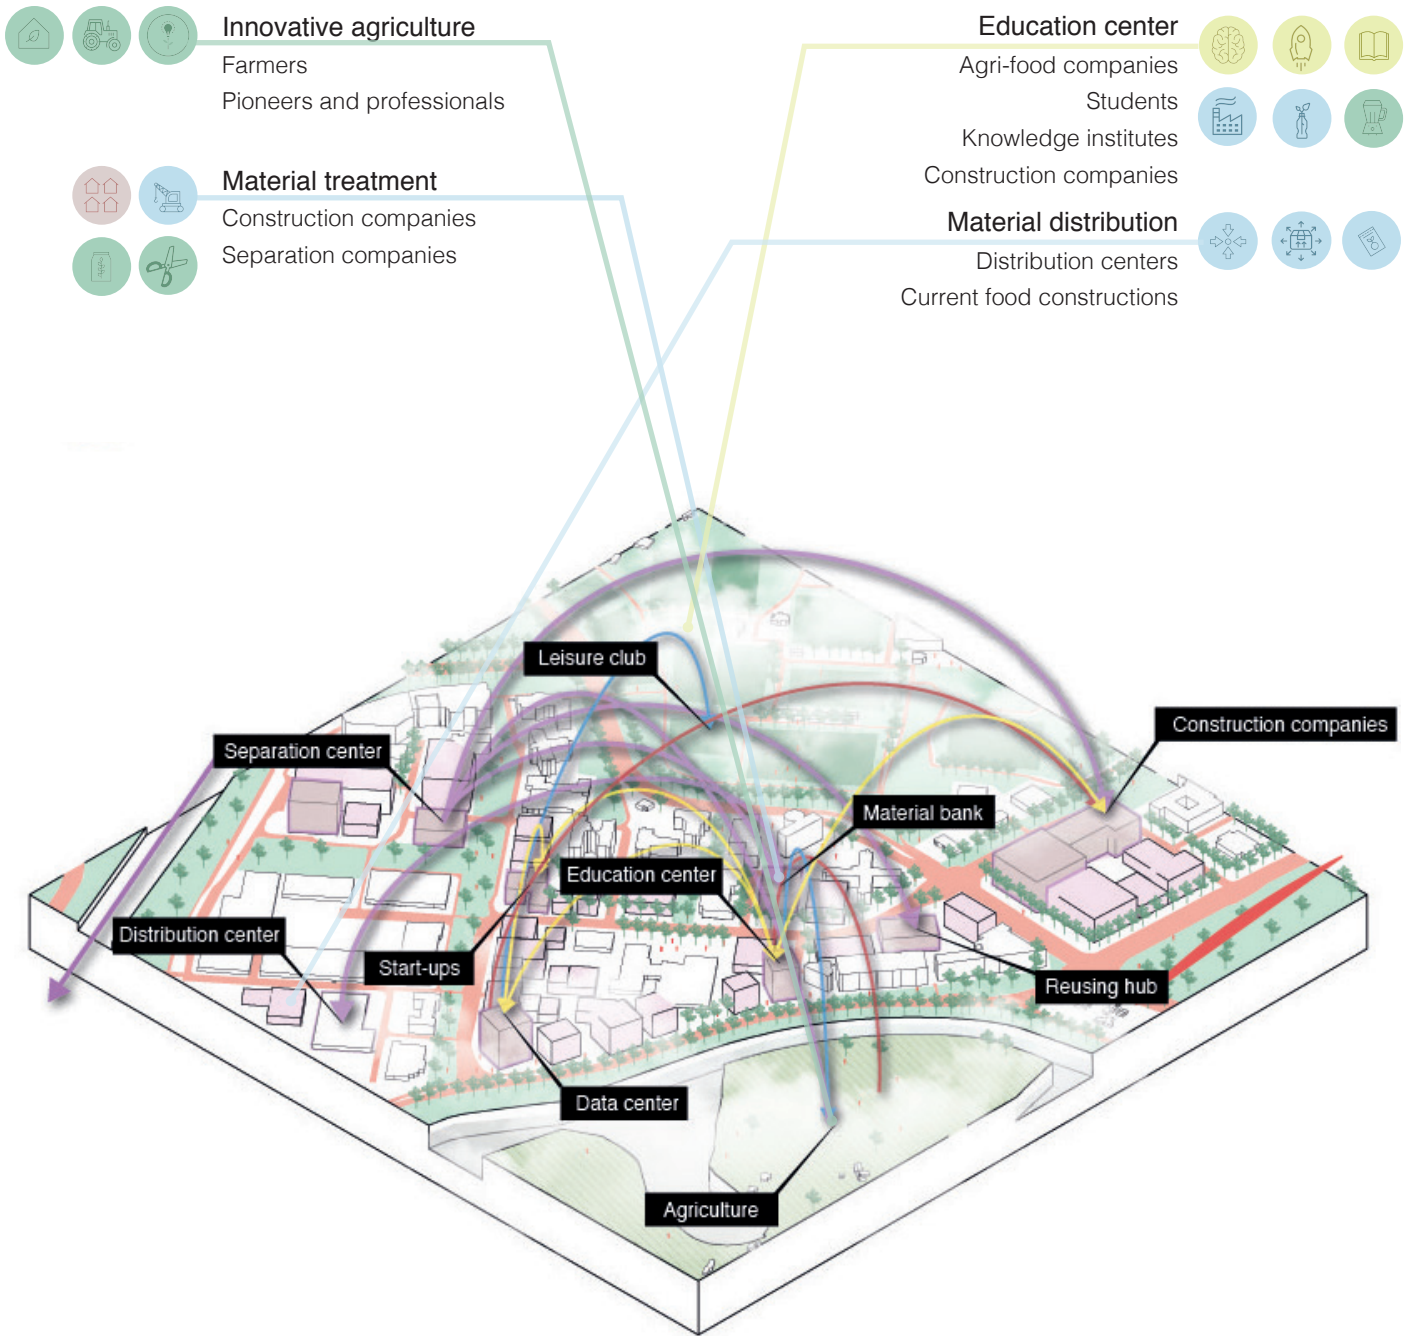 Innovative agriculture
Farmers
Pioneers and professionals
Material treatment
Construction companies
Separation companies
Education center
Agri-food companies
Students
Knowledge institutes
Construction companies
Material distribution
Distribution centers
Current food constructions
Leisure club
Separation center
Construction companies
Material bank
Education center
Distribution center
Start-ups
Reusing hub
Data center
Agriculture